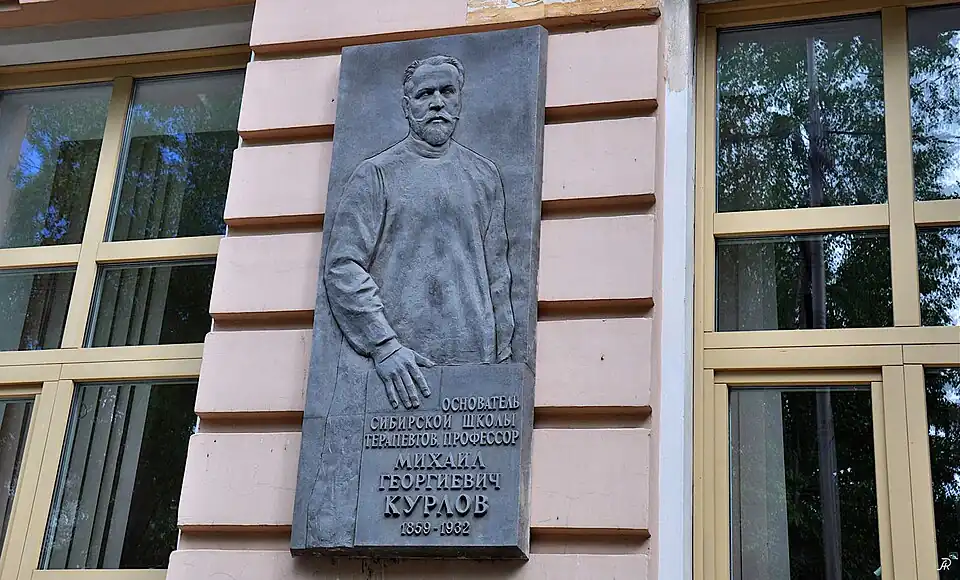 ОСНОВАТЕЛЬ
СИБИРСКОЙ ШКОЛЫ
ТЕРАПЕВТОВ, ПРОФЕССОР
МИХАИЛ
ГЕОРГИЕВИЧ
КУРЛОВ
1859-1932